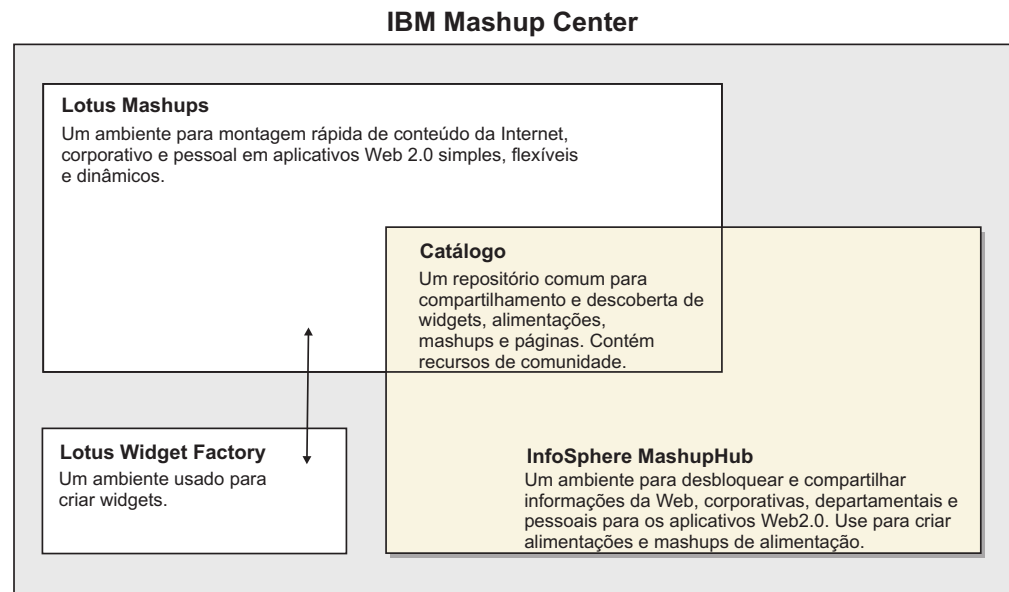 IBM Mashup Center
Lotus Mashups
Um ambiente para montagem rápida de conteúdo da Internet,
corporativo e pessoal em aplicativos Web 2.0 simples, flexíveis
e dinâmicos.
Catálogo
Um repositório comum para
compartilhamento e descoberta de
widgets, alimentações,
mashups e páginas. Contém
recursos de comunidade.
Lotus Widget Factory
Um ambiente usado para
criar widgets.
InfoSphere MashupHub
Um ambiente para desbloquear e compartilhar
informações da Web, corporativas, departamentais e
pessoais para os aplicativos Web2.0. Use para criar
alimentações e mashups de alimentação.